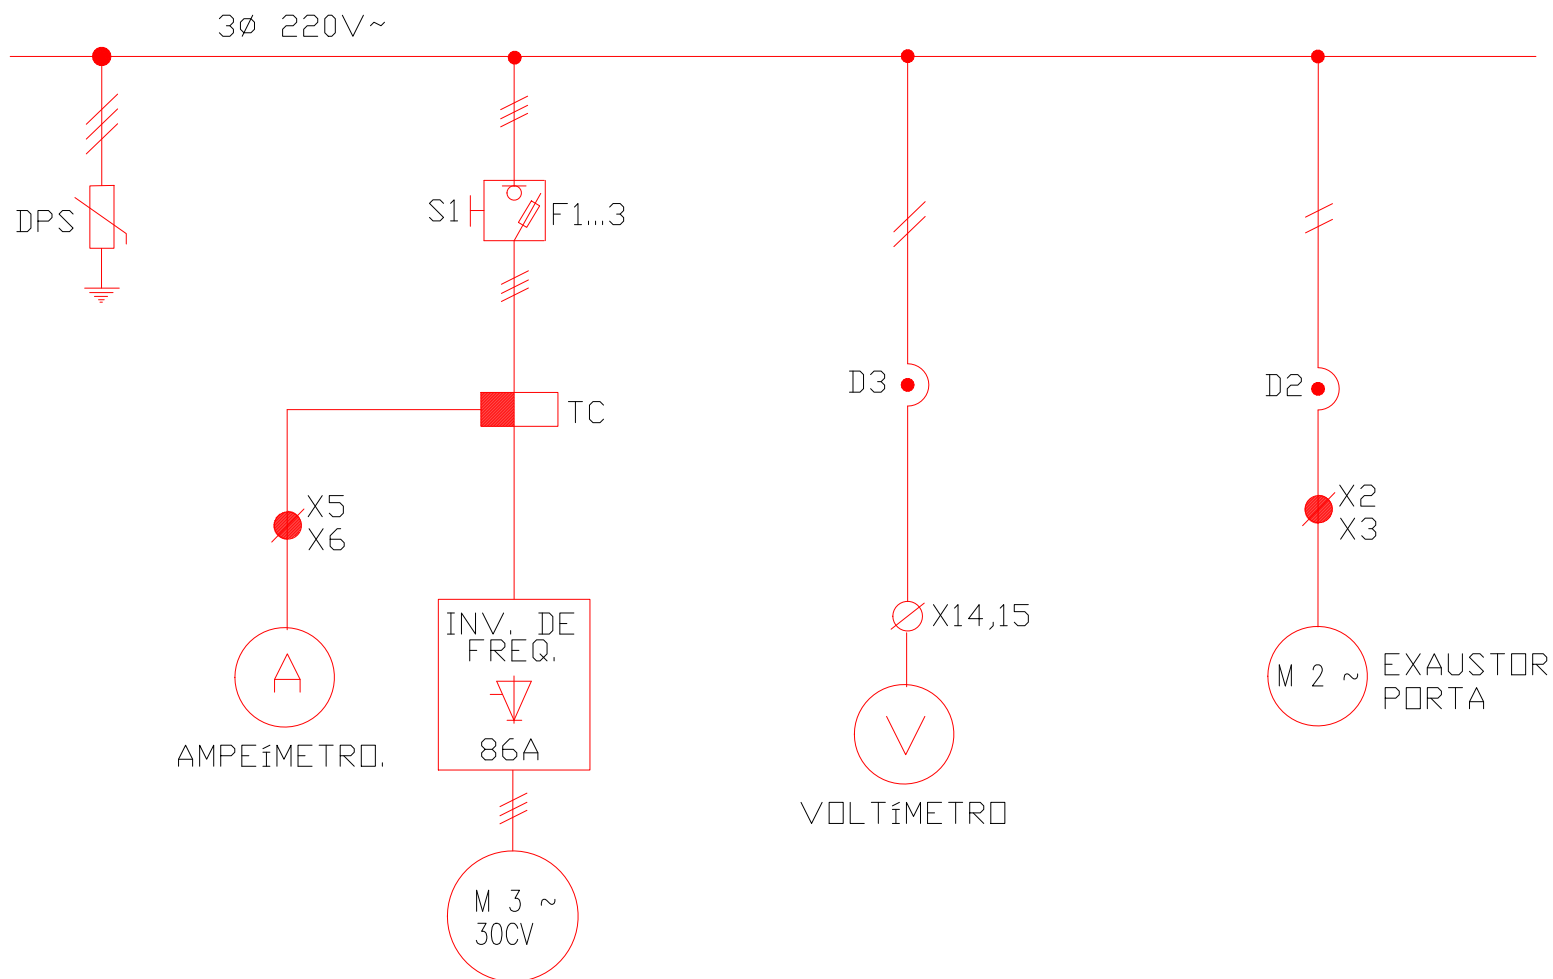 3ø 220V~
DPS
S1
F1...3
TC
X5
X6
AMPEíMETRO.
INV. DE
FREQ.
86A
M 3 ~
30CV
A
D3
X14,15
V
VOLTíMETRO
D2
X2
X3
M 2 ~
EXAUSTOR
PORTA